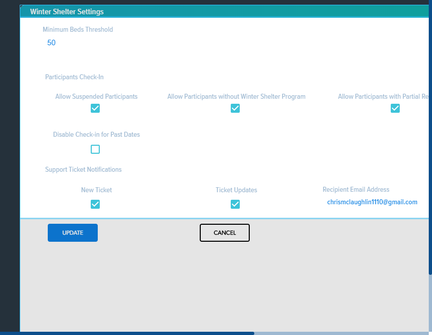 Winter Shelter Settings
Minimum Beds Threshold
50
Participants Check-In
Allow Suspended Participants
Allow Participants without Winter Shelter Program
Allow Participants with Partial Re
Disable Check-in for Past Dates
Support Ticket Notifications
New Ticket
Ticket Updates
Recipient Email Address
chrismclaughlin1110@gmail.com
UPDATE
CANCEL